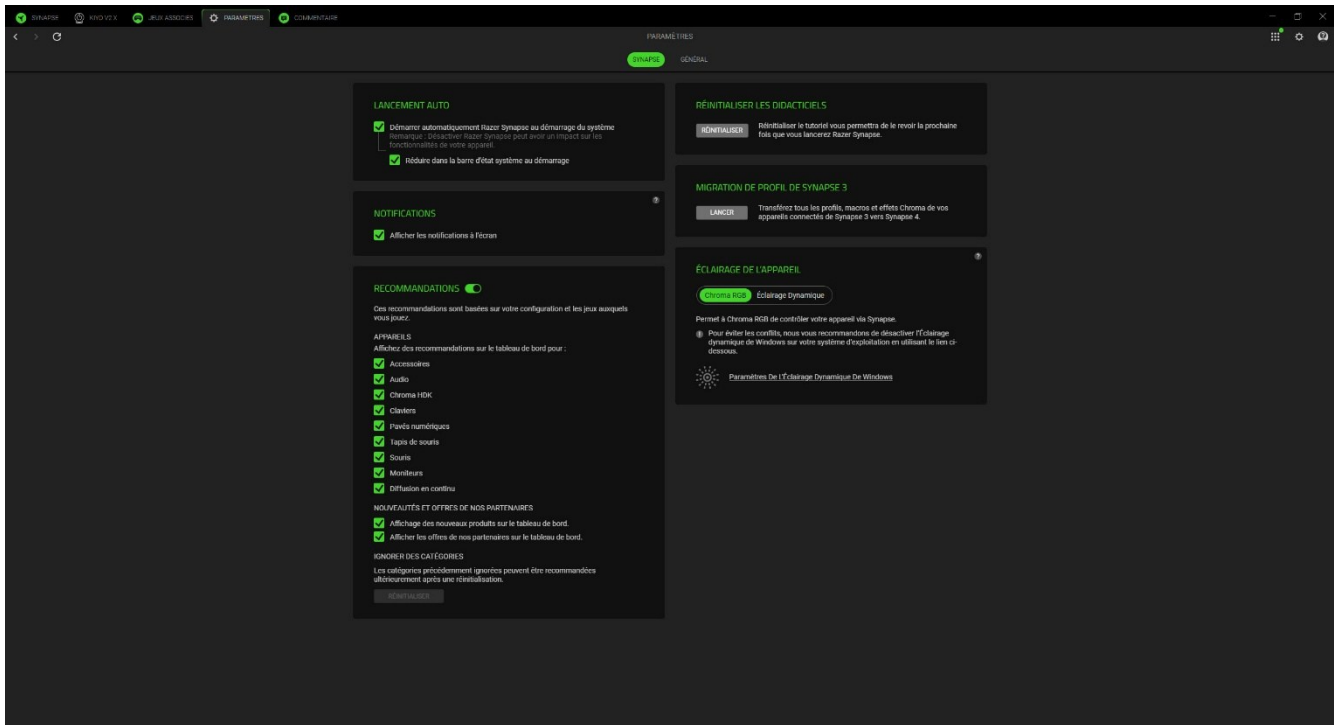 SYNAPSE
KIYO V2 X
JEUX ASSOCIES
PARAMÈTRES
COMMENTAIRE
PARAMÈTRES
SYNAPSE
GÉNÉRAL
LANCEMENT AUTO
Démarrer automatiquement Razer Synapse au démarrage du système
Remarque : Désactiver Razer Synapse peut avoir un impact sur les
fonctionnalités de votre appareil.
Réduire dans la barre d'état système au démarrage
NOTIFICATIONS
Afficher les notifications à l'écran
RECOMMANDATIONS
Ces recommandations sont basées sur votre configuration et les jeux auxquels
vous jouez.
APPAREILS
Affichez des recommandations sur le tableau de bord pour :
Accessoires
Audio
Chroma HDK
Claviers
Pavés numériques
Tapis de souris
Souris
Moniteurs
Diffusion en continu
NOUVEAUTÉS ET OFFRES DE NOS PARTENAIRES
Affichage des nouveaux produits sur le tableau de bord.
Afficher les offres de nos partenaires sur le tableau de bord.
IGNORER DES CATÉGORIES
Les catégories précédemment ignorées peuvent être recommandées
ultérieurement après une réinitialisation.
RÉINITIALISER
RÉINITIALISER LES DIDACTICIELS
RÉINITIALISER
Réinitialiser le tutoriel vous permettra de le revoir la prochaine
fois que vous lancerez Razer Synapse.
MIGRATION DE PROFIL DE SYNAPSE 3
LANCER
Transférez tous les profils, macros et effets Chroma de vos
appareils connectés de Synapse 3 vers Synapse 4.
ÉCLAIRAGE DE L'APPAREIL
Chroma RGB
Éclairage Dynamique
Permet à Chroma RGB de contrôler votre appareil via Synapse.
Pour éviter les conflits, nous vous recommandons de désactiver l'Éclairage
dynamique de Windows sur votre système d'exploitation en utilisant le lien ci-
dessous.
Paramètres De L'Éclairage Dynamique De Windows